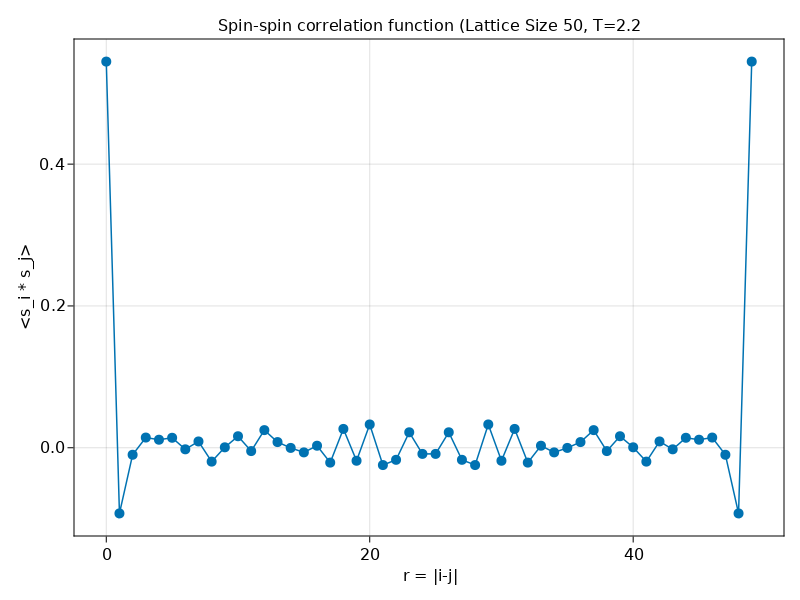 Spin-spin correlation function (Lattice Size 50, T=2.2
0.4
0.2
0.0
<s_i * s_j>
0
20
40
r = |i-j|